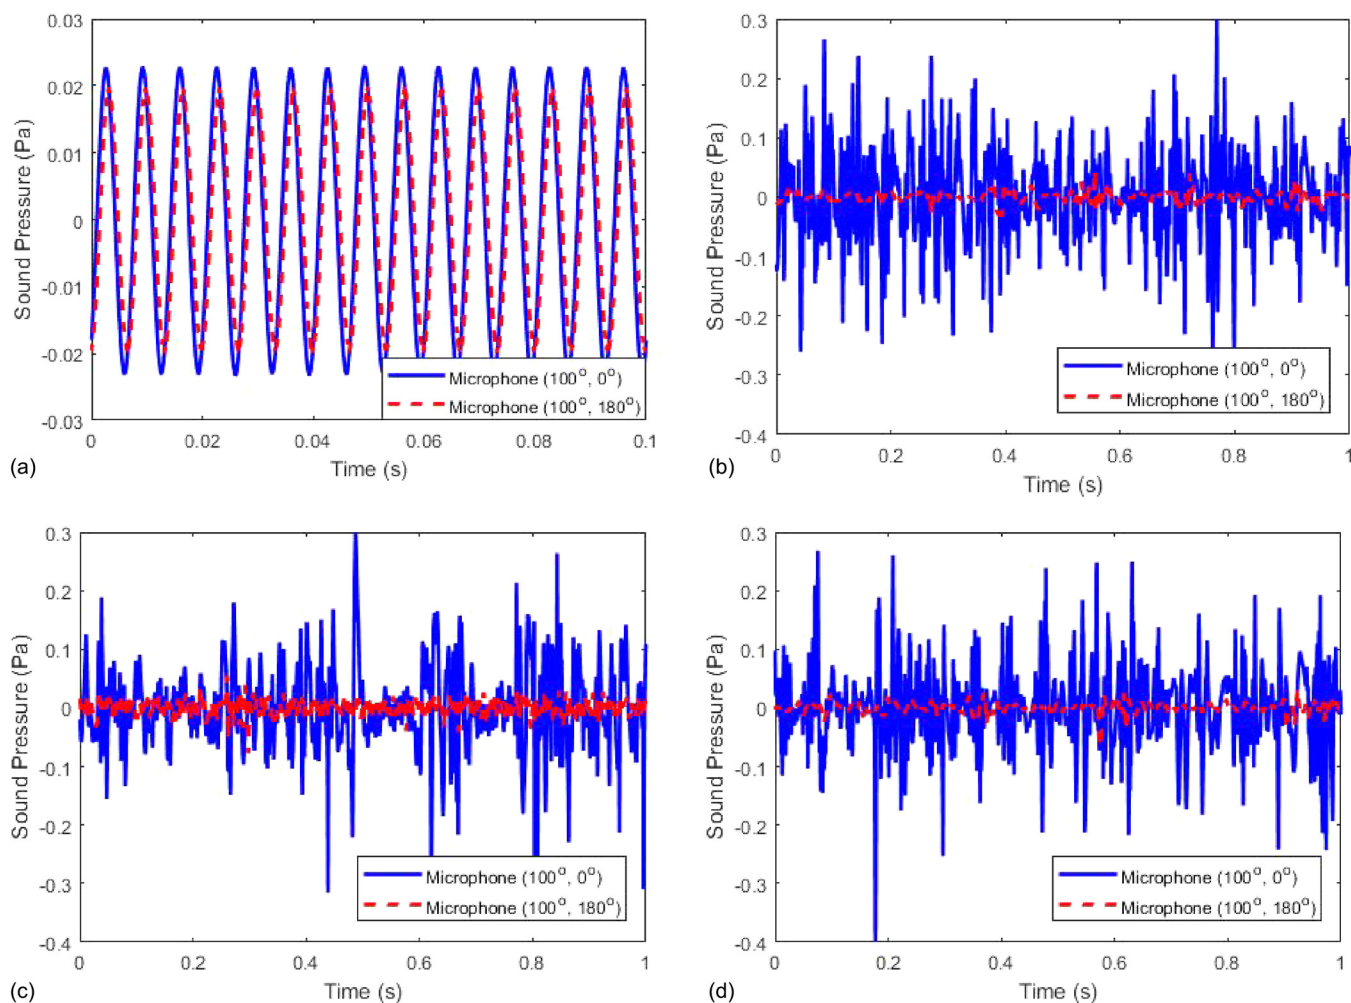 0.03
0.02
0.01
0
-0.01
-0.02
-0.03
Sound Pressure (Pa)
Microphone (100°, 0°)
Microphone (100°, 180°)
0 0.02 0.04 0.06 0.08 0.1
Time (s)
(a)
0.3
0.2
0.1
0
-0.1
-0.2
-0.3
-0.4
Sound Pressure (Pa)
Microphone (100°, 0°)
Microphone (100°, 180°)
0 0.2 0.4 0.6 0.8 1
Time (s)
(b)
0.3
0.2
0.1
0
-0.1
-0.2
-0.3
-0.4
Sound Pressure (Pa)
Microphone (100°, 0°)
Microphone (100°, 180°)
0 0.2 0.4 0.6 0.8 1
Time (s)
(c)
0.3
0.2
0.1
0
-0.1
-0.2
-0.3
-0.4
Sound Pressure (Pa)
Microphone (100°, 0°)
Microphone (100°, 180°)
0 0.2 0.4 0.6 0.8 1
Time (s)
(d)